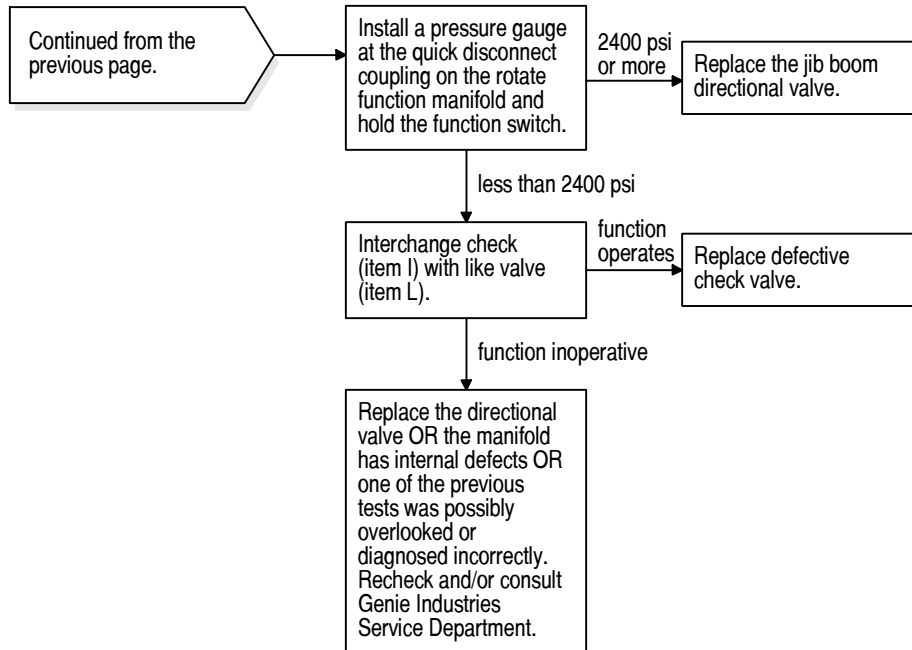 Continued from the
previous page.
Install a pressure gauge
at the quick disconnect
coupling on the rotate
function manifold and
hold the function switch.
2400 psi
or more
Replace the jib boom
directional valve.
less than 2400 psi
Interchange check
(item I) with like valve
(item L).
function
operates
Replace defective
check valve.
function inoperative
Replace the directional
valve OR the manifold
has internal defects OR
one of the previous
tests was possibly
overlooked or
diagnosed incorrectly.
Recheck and/or consult
Genie Industries
Service Department.